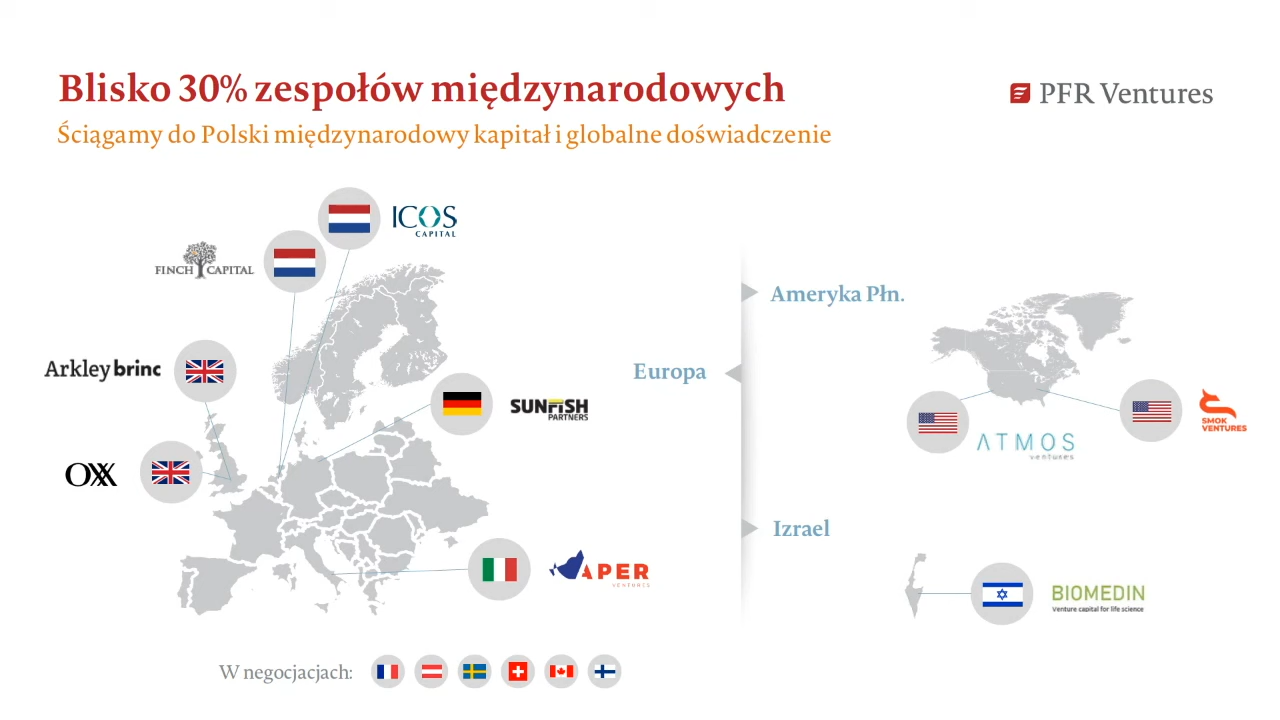 Blisko 30% zespołów międzynarodowych
Ściągamy do Polski międzynarodowy kapitał i globalne doświadczenie
PFR Ventures
ICOS
CAPITAL
FINCH CAPITAL
Arkley brinc
OXX
SUNFISH
PARTNERS
APER
VENTURES
Europa
Ameryka Płn.
ATMOS
ventures
SMOK
VENTURES
Izrael
BIOMEDIN
Venture capital for life science
W negocjacjach: